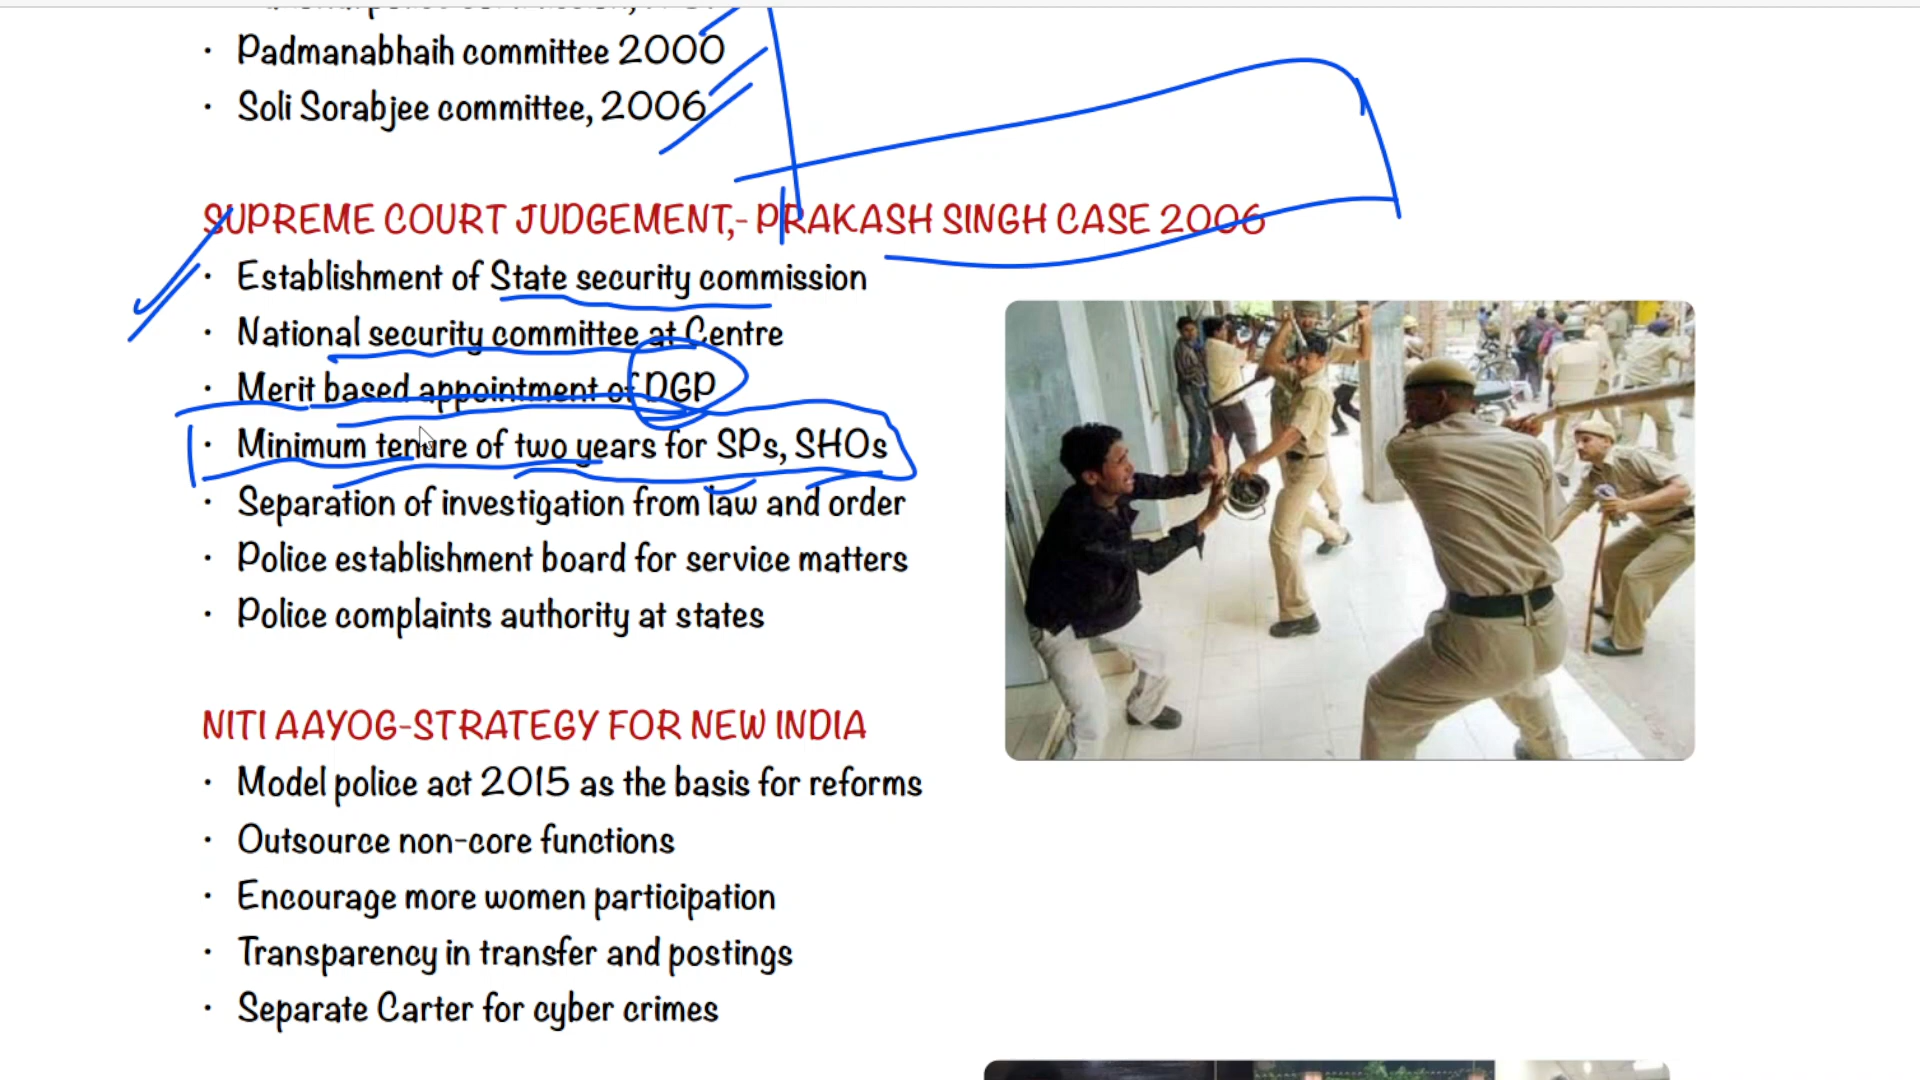 · Padmanabhaih committee 2000
· Soli Sorabjee committee, 2006
SUPREME COURT JUDGEMENT,- PRAKASH SINGH CASE 2006
· Establishment of State security commission
· National security committee at Centre
· Merit based appointment of DGP
· Minimum tenure of two years for SPs, SHOs
· Separation of investigation from law and order
· Police establishment board for service matters
· Police complaints authority at states
NITI AAYOG-STRATEGY FOR NEW INDIA
· Model police act 2015 as the basis for reforms
· Outsource non-core functions
· Encourage more women participation
· Transparency in transfer and postings
· Separate Carter for cyber crimes